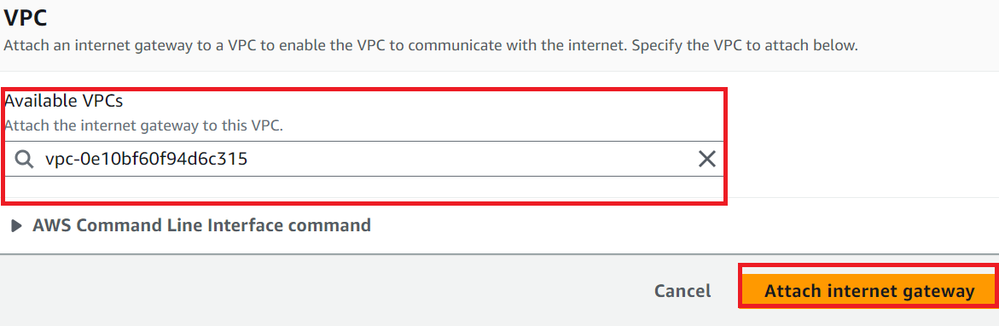 VPC
Attach an internet gateway to a VPC to enable the VPC to communicate with the internet. Specify the VPC to attach below.
Available VPCs
Attach the internet gateway to this VPC.
vpc-0e10bf60f94d6c315
AWS Command Line Interface command
Cancel
Attach internet gateway